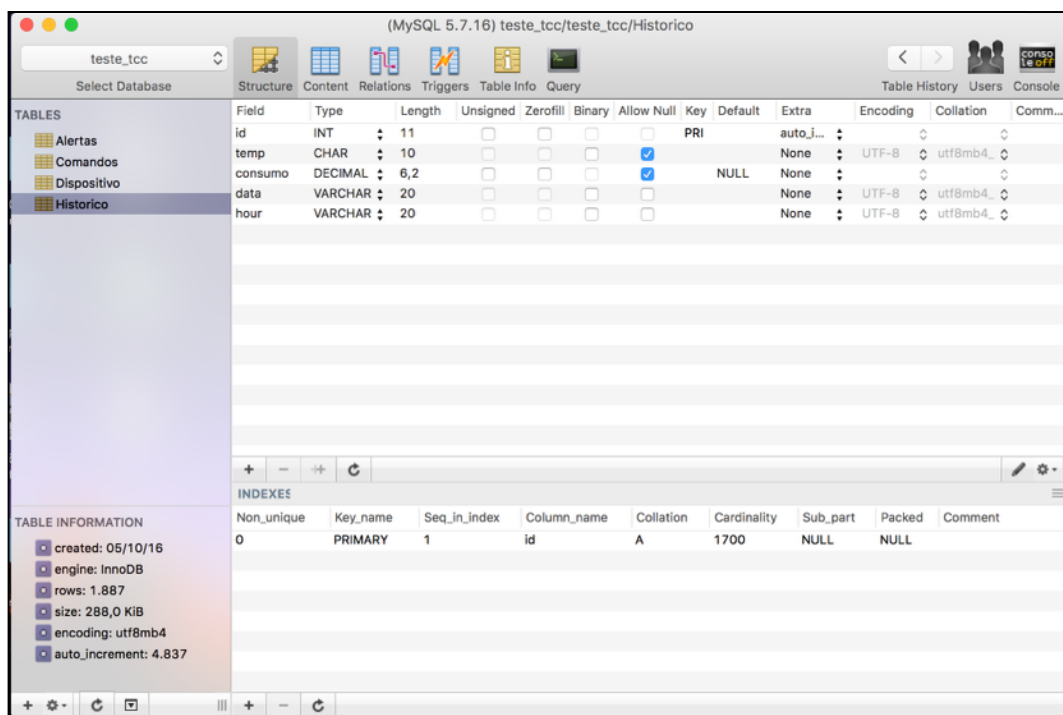 (MySQL 5.7.16) teste_tcc/teste_tcc/Historico
teste_tcc
Select Database
Structure Content Relations Triggers Table Info Query
conso
le off
Table History Users Console
TABLES
Alertas
Comandos
Dispositivo
Historico
Field Type Length Unsigned Zerofill Binary Allow Null Key Default Extra Encoding Collation Comm...
id INT 11 PRI auto_i...
temp CHAR 10 None UTF-8 utf8mb4_
consumo DECIMAL 6,2 NULL None
data VARCHAR 20 None UTF-8 utf8mb4_
hour VARCHAR 20 None UTF-8 utf8mb4_
INDEXES
Non_unique Key_name Seq_in_index Column_name Collation Cardinality Sub_part Packed Comment
0 PRIMARY 1 id A 1700 NULL NULL
TABLE INFORMATION
created: 05/10/16
engine: InnoDB
rows: 1.887
size: 288,0 KiB
encoding: utf8mb4
auto_increment: 4.837